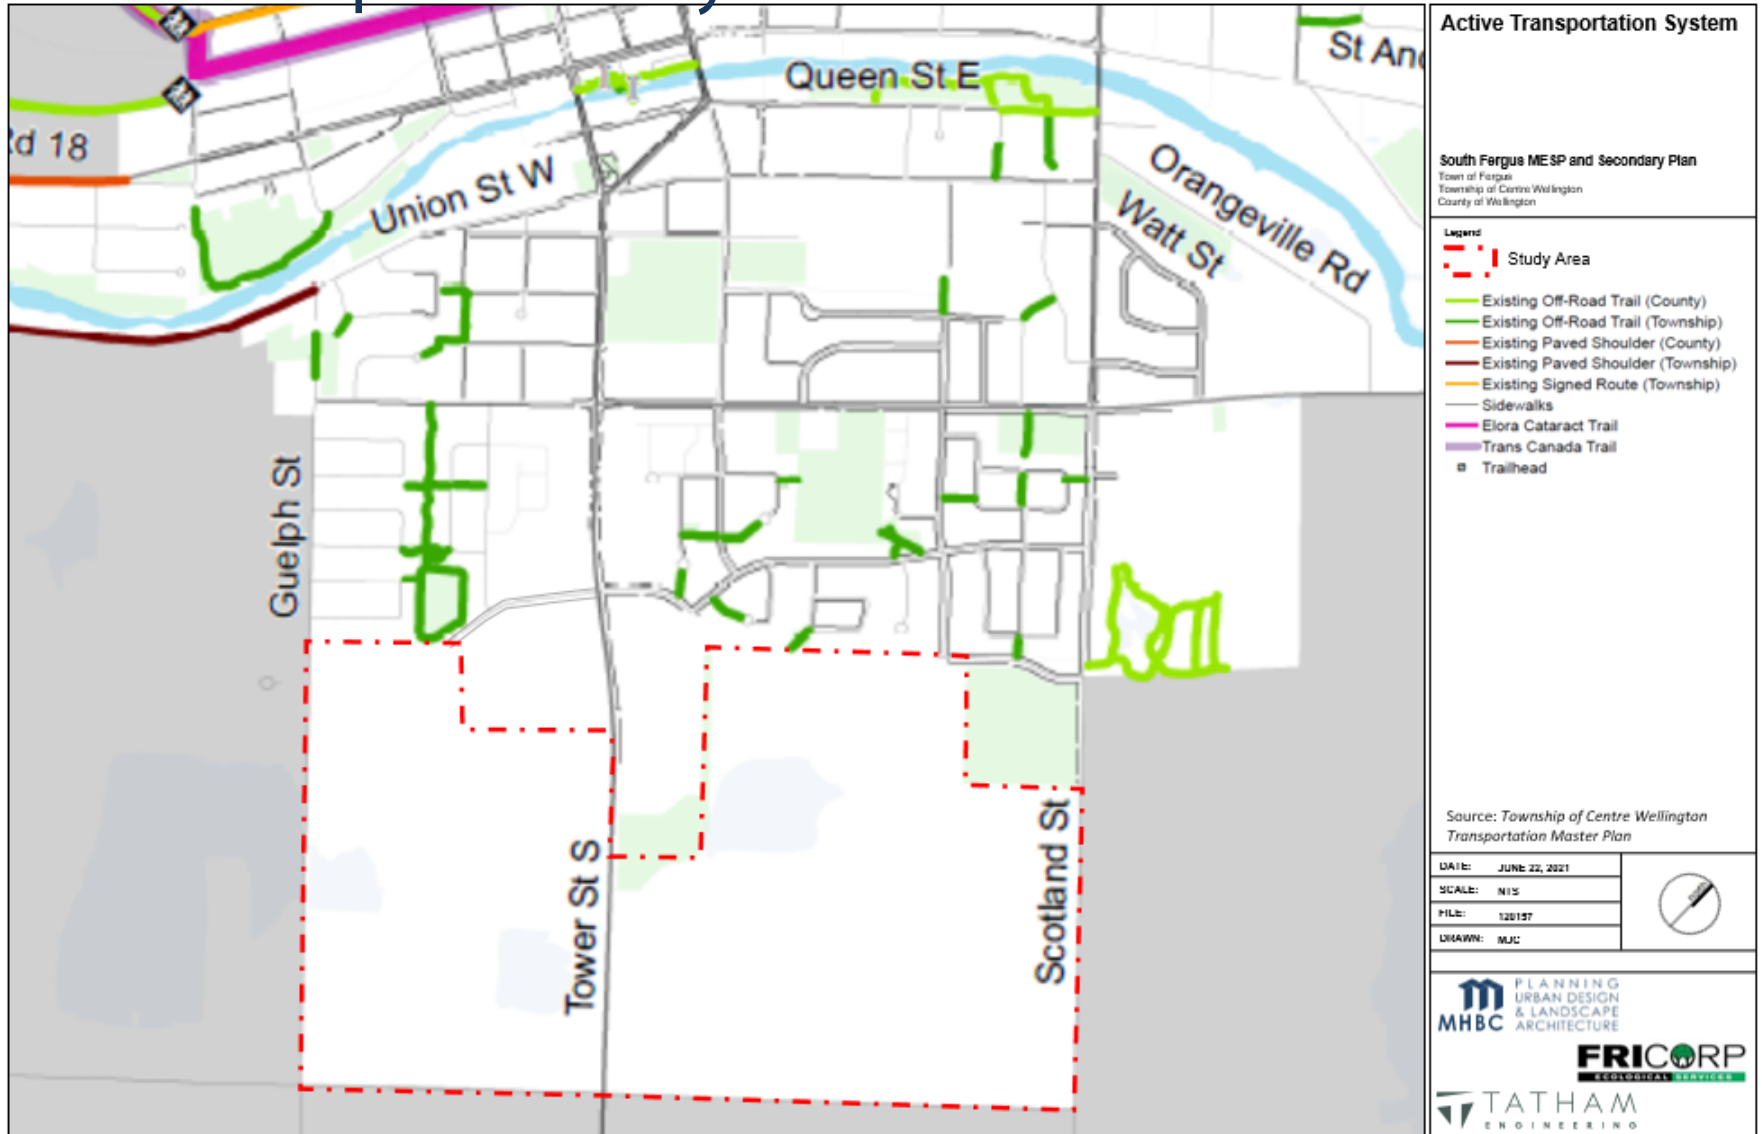 Queen St E
St And
Rd 18
Union St W
Orangeville Rd
Watt St
Guelph St
Tower St S
Scotland St
Active Transportation System
South Fergus MESP and Secondary Plan
Town of Fergus
Township of Centre Wellington
County of Wellington
Legend
Study Area
Existing Off-Road Trail (County)
Existing Off-Road Trail (Township)
Existing Paved Shoulder (County)
Existing Paved Shoulder (Township)
Existing Signed Route (Township)
Sidewalks
Elora Cataract Trail
Trans Canada Trail
Trailhead
Source: Township of Centre Wellington
Transportation Master Plan
DATE: JUNE 22, 2021
SCALE: NTS
FILE: 120157
DRAWN: MJC
MHBC
PLANNING
URBAN DESIGN
& LANDSCAPE
ARCHITECTURE
FRICORP
ECOLOGICAL SERVICES
TATHAM
ENGINEERING